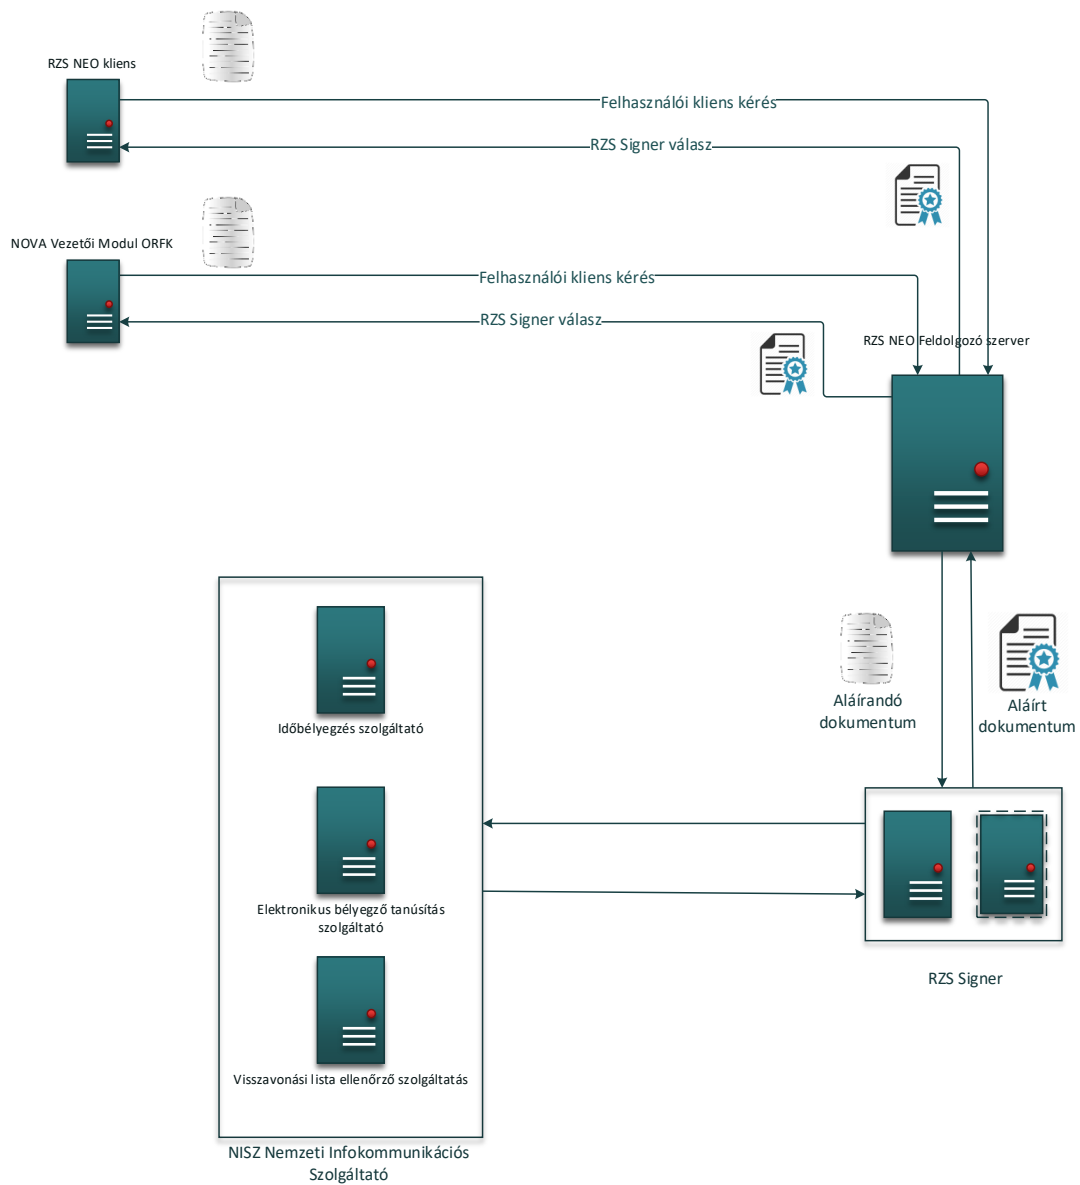 RZS NEO kliens
Felhasználói kliens kérés
RZS Signer válasz
NOVA Vezetői Modul ORFK
Felhasználói kliens kérés
RZS Signer válasz
RZS NEO Feldolgozó szerver
Aláírandó
dokumentum
Aláírt
dokumentum
Időbélyegzés szolgáltató
Elektronikus bélyegző tanúsítás
szolgáltató
RZS Signer
Visszavonási lista ellenőrző szolgáltatás
NISZ Nemzeti Infokommunikációs
Szolgáltató